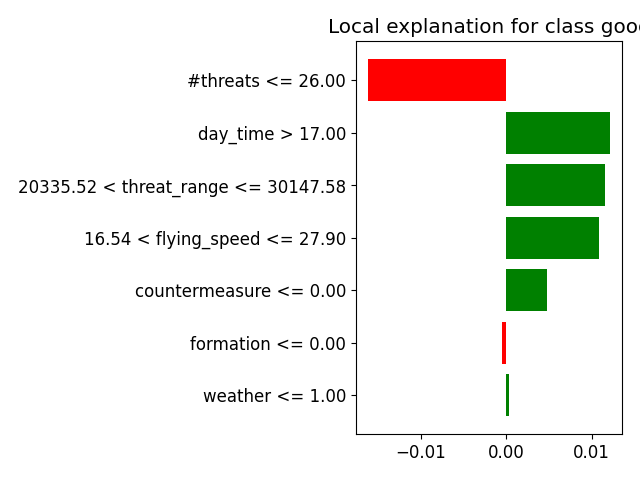 Local explanation for class goo
#threats <= 26.00
day_time > 17.00
20335.52 < threat_range <= 30147.58
16.54 < flying_speed <= 27.90
countermeasure <= 0.00
formation <= 0.00
weather <= 1.00
−0.01 0.00 0.01